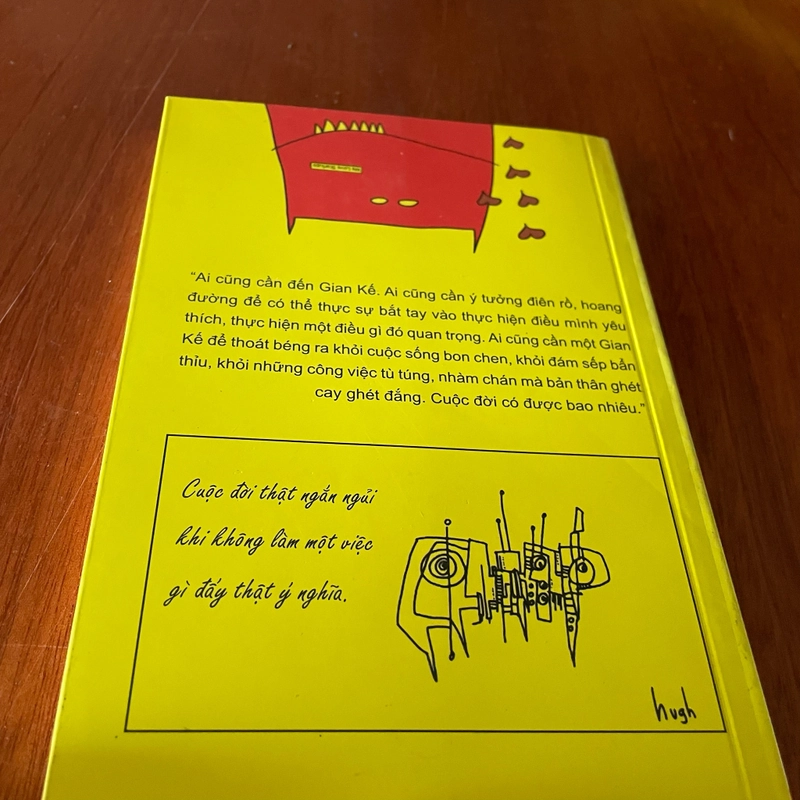 “Ai cũng cần đến Gian Kế. Ai cũng cần ý tưởng điên rồ, hoang
đường để có thể thực sự bắt tay vào thực hiện điều mình yêu
thích, thực hiện một điều gì đó quan trọng. Ai cũng cần một Gian
Kế để thoát béng ra khỏi cuộc sống bon chen, khỏi đám sếp bẩn
thỉu, khỏi những công việc tù túng, nhàm chán mà bản thân ghét
cay ghét đắng. Cuộc đời có được bao nhiêu.”
Cuộc đời thật ngắn ngủi
khi không làm một việc
gì đấy thật ý nghĩa.
hugh